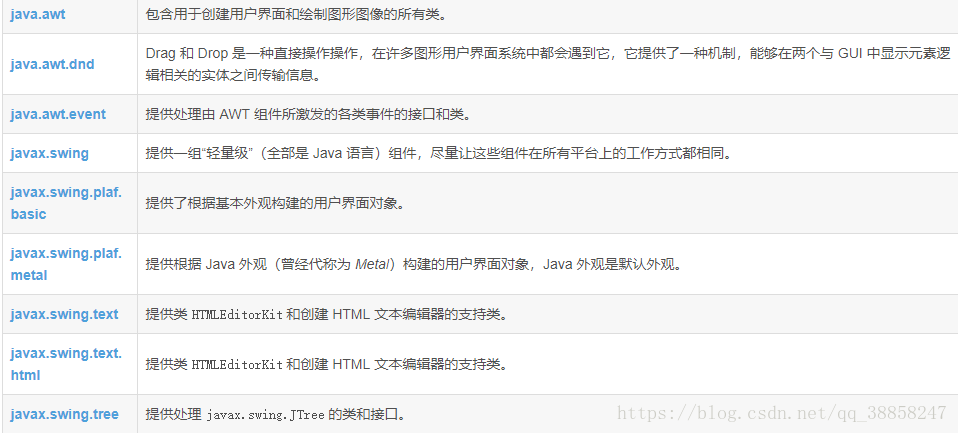 java.awt
包含用于创建用户界面和绘制图形图像的所有类。
java.awt.dnd
Drag 和 Drop 是一种直接操作操作，在许多图形用户界面系统中都会遇到它，它提供了一种机制，能够在两个与 GUI 中显示元素逻
辑相关的实体之间传输信息。
java.awt.event
提供处理由 AWT 组件所激发的各类事件的接口和类。
javax.swing
提供一组“轻量级”（全部是 Java 语言）组件，尽量让这些组件在所有平台上的工作方式都相同。
javax.swing.plaf.
basic
提供了根据基本外观构建的用户界面对象。
javax.swing.plaf.
metal
提供根据 Java 外观（曾经代称为 Metal）构建的用户界面对象，Java 外观是默认外观。
javax.swing.text
提供类 HTMLEditorKit 和创建 HTML 文本编辑器的支持类。
javax.swing.text.
html
提供类 HTMLEditorKit 和创建 HTML 文本编辑器的支持类。
javax.swing.tree
提供处理 javax.swing.JTree 的类和接口。
https://blog.csdn.net/qq_38858247